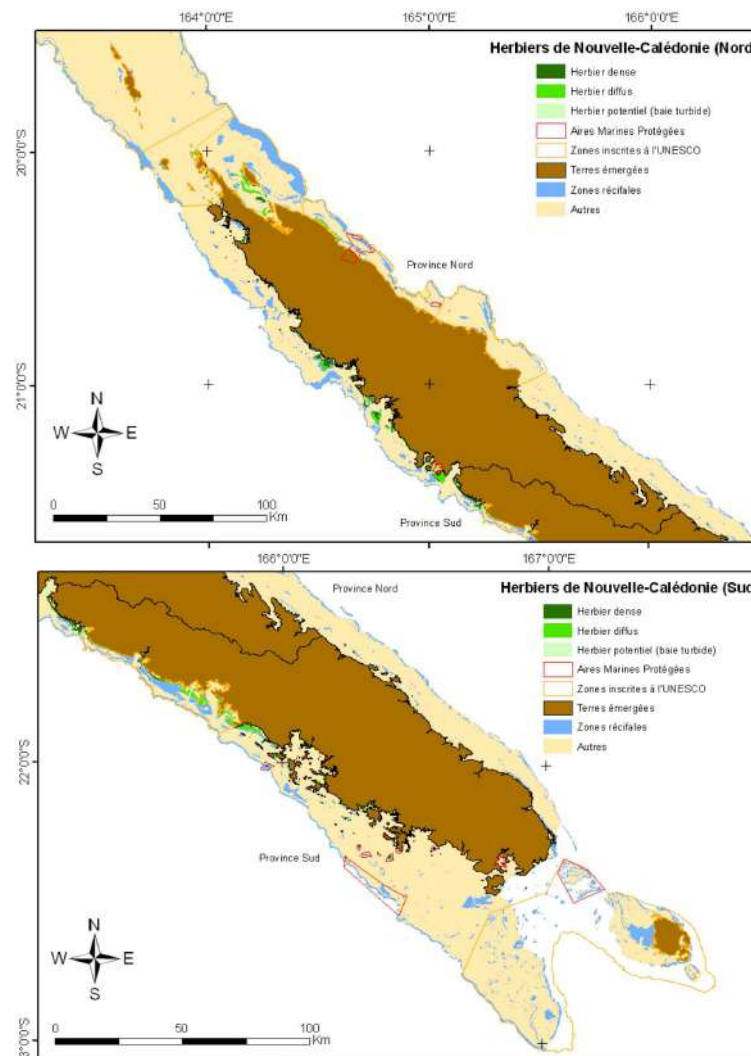 164°0'0"E 165°0'0"E 166°0'0"E
Herbiers de Nouvelle-Calédonie (Nord
Herbier dense
Herbier diffus
Herbier potentiel (baie turbide)
Aires Marines Protégées
Zones inscrites à l'UNESCO
Terres émergées
Zones récifales
Autres
20°0'0"S
Province Nord
21°0'0"S
N
W E
S
0 50 100
Km
Province Sud
166°0'0"E 167°0'0"E
Province Nord
Herbiers de Nouvelle-Calédonie (Sud
Herbier dense
Herbier diffus
Herbier potentiel (baie turbide)
Aires Marines Protégées
Zones inscrites à l'UNESCO
Terres émergées
Zones récifales
Autres
22°0'0"S
Province Sud
N
W E
S
0 50 100
Km
3°0'0"S